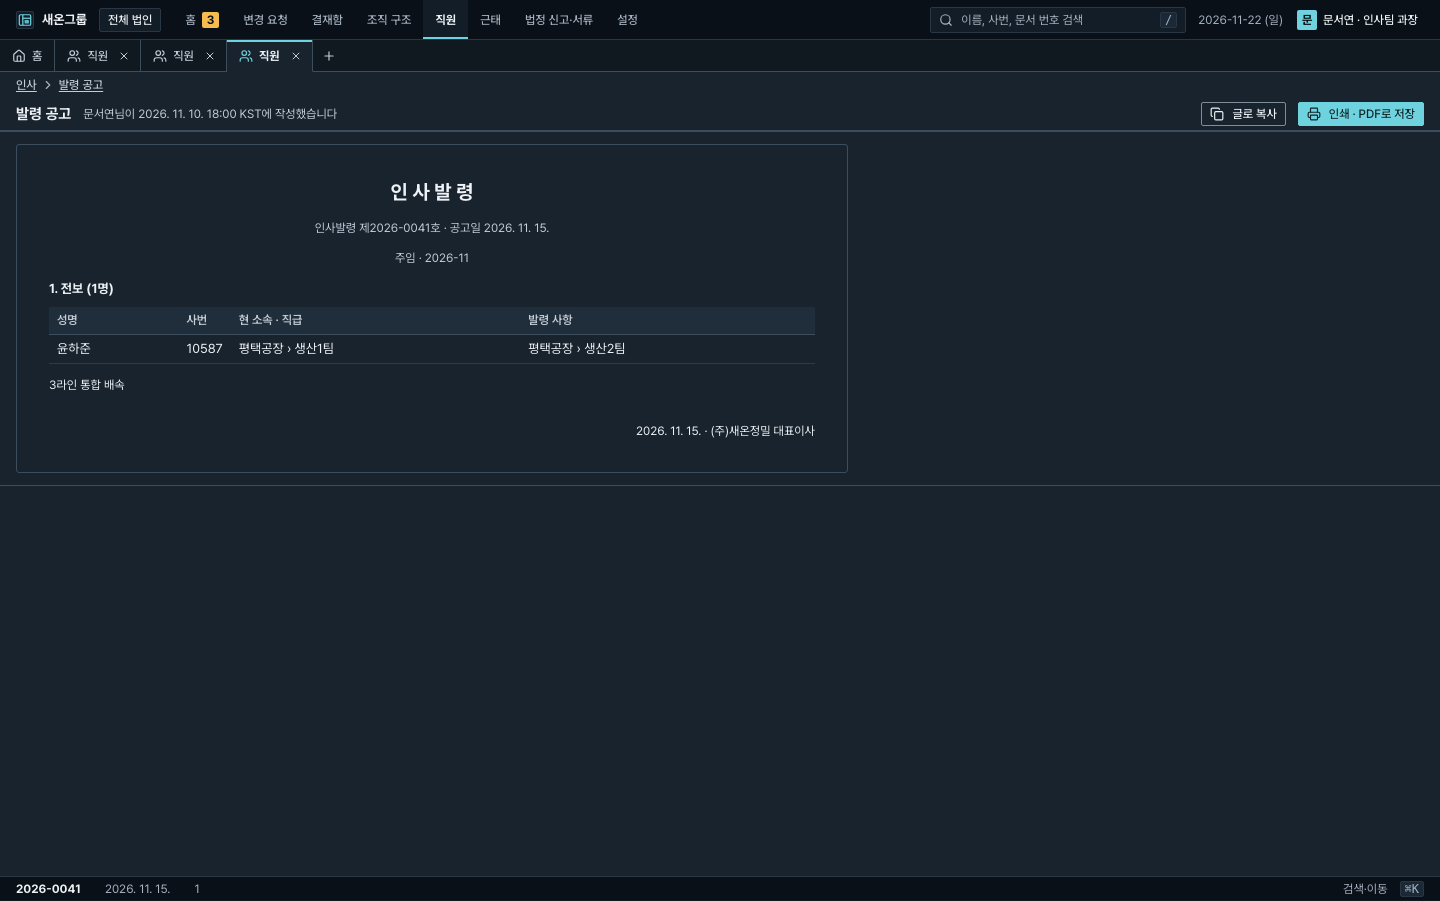 새온그룹 전체 법인 홈 3 변경 요청 결재함 조직 구조 직원 근태 법정 신고·서류 설정 이름, 사번, 문서 번호 검색 / 2026-11-22 (일) 문 문서연 · 인사팀 과장
홈 직원 직원 직원
인사 › 발령 공고
발령 공고 문서연님이 2026. 11. 10. 18:00 KST에 작성했습니다 글로 복사 인쇄 · PDF로 저장
인사발령
인사발령 제2026-0041호 · 공고일 2026. 11. 15.
주임 · 2026-11
1. 전보 (1명)
성명 사번 현 소속 · 직급 발령 사항
윤하준 10587 평택공장 › 생산1팀 평택공장 › 생산2팀
3라인 통합 배속
2026. 11. 15. · (주)새온정밀 대표이사
2026-0041 2026. 11. 15. 1 검색·이동 ⌘K